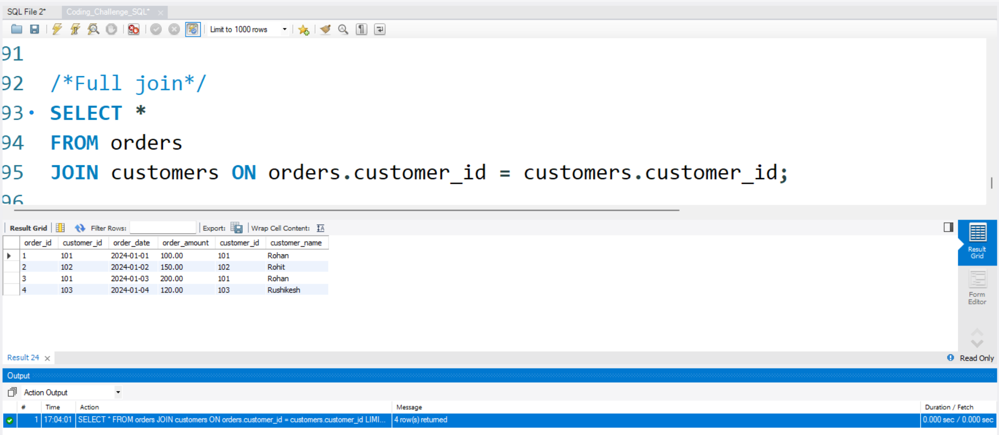 SQL File 2* Coding_Challenge_SQL* ×
Limit to 1000 rows
91
92 /*Full join*/
93 SELECT *
94 FROM orders
95 JOIN customers ON orders.customer_id = customers.customer_id;
96
Result Grid Filter Rows: Export: Wrap Cell Content: IA
order_id customer_id order_date order_amount customer_id customer_name
1 101 2024-01-01 100.00 101 Rohan
2 102 2024-01-02 150.00 102 Rohit
3 101 2024-01-03 200.00 101 Rohan
4 103 2024-01-04 120.00 103 Rushikesh
Result
Grid
Form
Editor
Result 24 × Read Only
Output
Action Output
# Time Action Message Duration / Fetch
1 17:04:01 SELECT * FROM orders JOIN customers ON orders.customer_id = customers.customer_id LIMI... 4 row(s) returned 0.000 sec / 0.000 sec